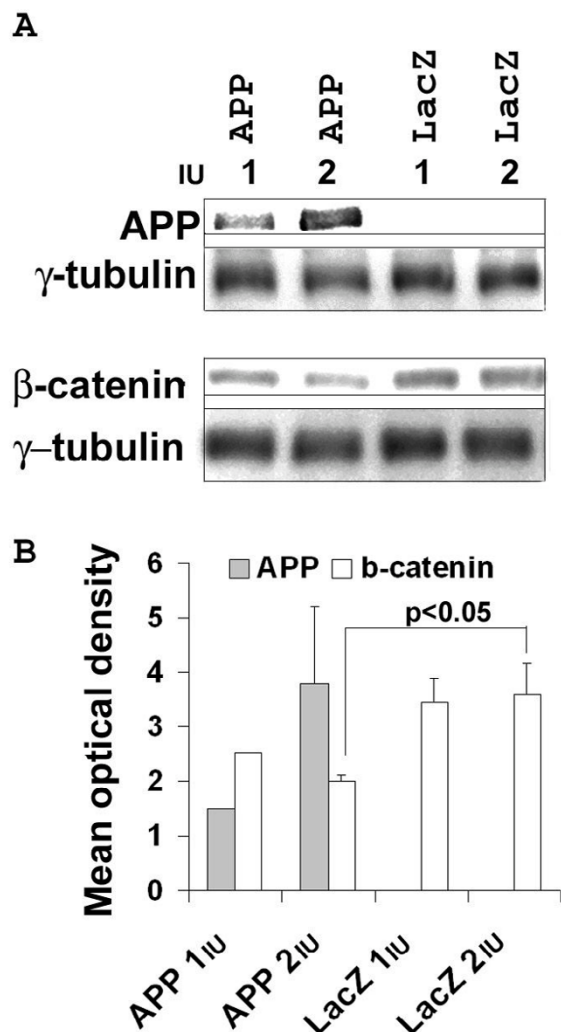 A
APP APP LacZ LacZ
IU 1 2 1 2
APP
γ-tubulin
β-catenin
γ–tubulin
B
Mean optical density
6
5
4
3
2
1
0
APP b-catenin
p<0.05
APP 1IU APP 2IU LacZ 1IU LacZ 2IU